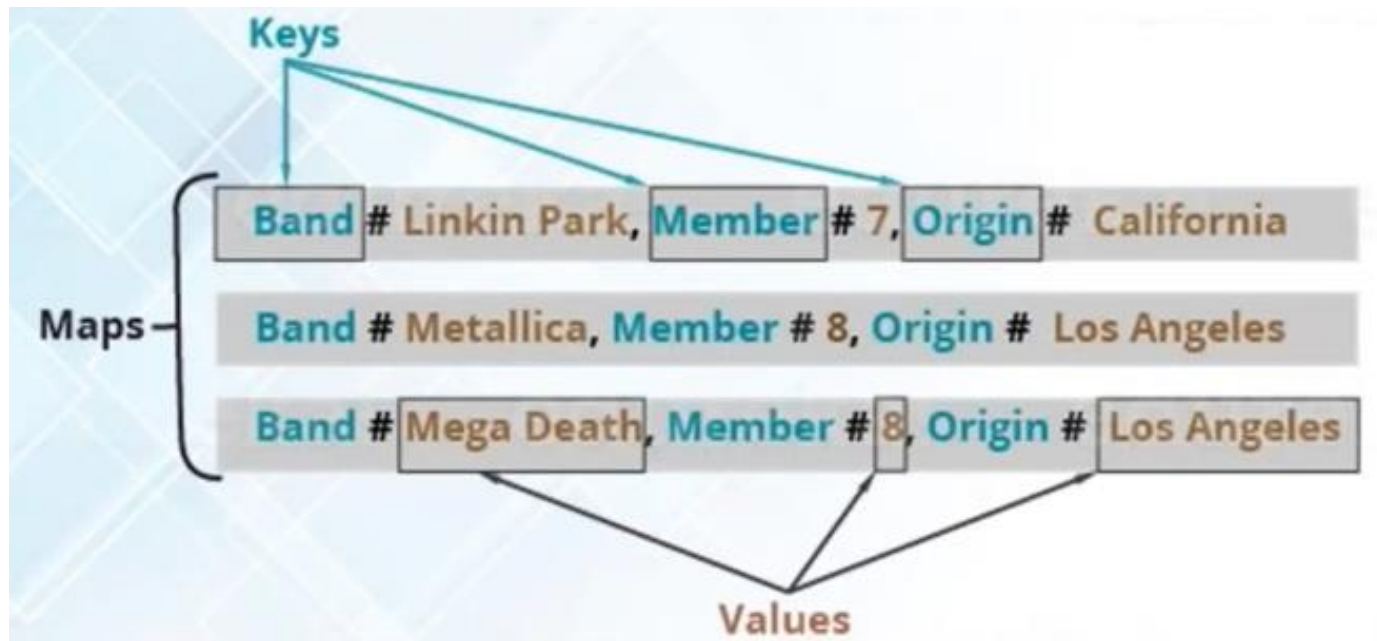 Keys
Band # Linkin Park, Member # 7, Origin # California
Maps
Band # Metallica, Member # 8, Origin # Los Angeles
Band # Mega Death, Member # 8, Origin # Los Angeles
Values